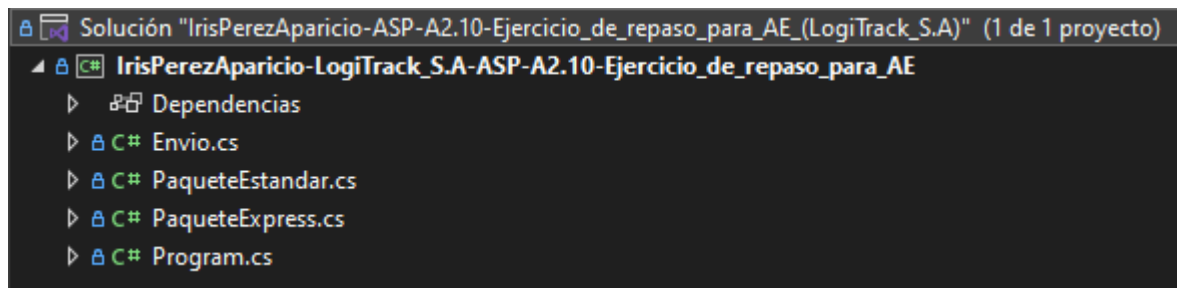 Solución "IrisPerezAparicio-ASP-A2.10-Ejercicio_de_repaso_para_AE_(LogiTrack_S.A)" (1 de 1 proyecto)
C# IrisPerezAparicio-LogiTrack_S.A-ASP-A2.10-Ejercicio_de_repaso_para_AE
Dependencias
C# Envio.cs
C# PaqueteEstandar.cs
C# PaqueteExpress.cs
C# Program.cs